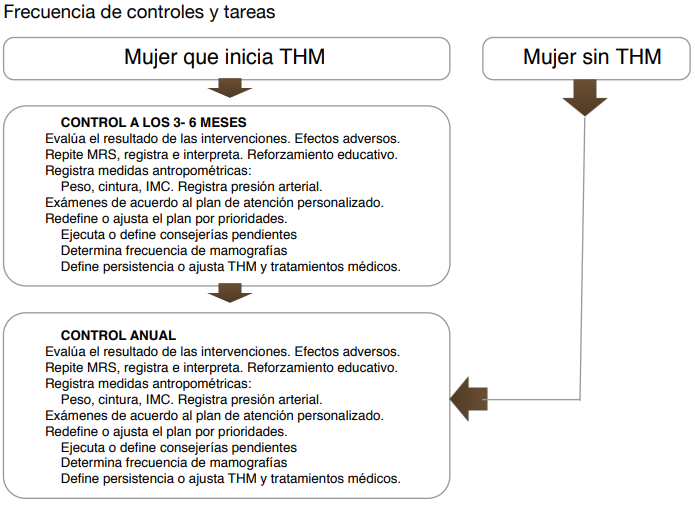 Frecuencia de controles y tareas
Mujer que inicia THM
Mujer sin THM
CONTROL A LOS 3- 6 MESES
Evalúa el resultado de las intervenciones. Efectos adversos.
Repite MRS, registra e interpreta. Reforzamiento educativo.
Registra medidas antropométricas:
Peso, cintura, IMC. Registra presión arterial.
Exámenes de acuerdo al plan de atención personalizado.
Redefine o ajusta el plan por prioridades.
Ejecuta o define consejerías pendientes
Determina frecuencia de mamografías
Define persistencia o ajusta THM y tratamientos médicos.
CONTROL ANUAL
Evalúa el resultado de las intervenciones. Efectos adversos.
Repite MRS, registra e interpreta. Reforzamiento educativo.
Registra medidas antropométricas:
Peso, cintura, IMC. Registra presión arterial.
Exámenes de acuerdo al plan de atención personalizado.
Redefine o ajusta el plan por prioridades.
Ejecuta o define consejerías pendientes
Determina frecuencia de mamografías
Define persistencia o ajusta THM y tratamientos médicos.